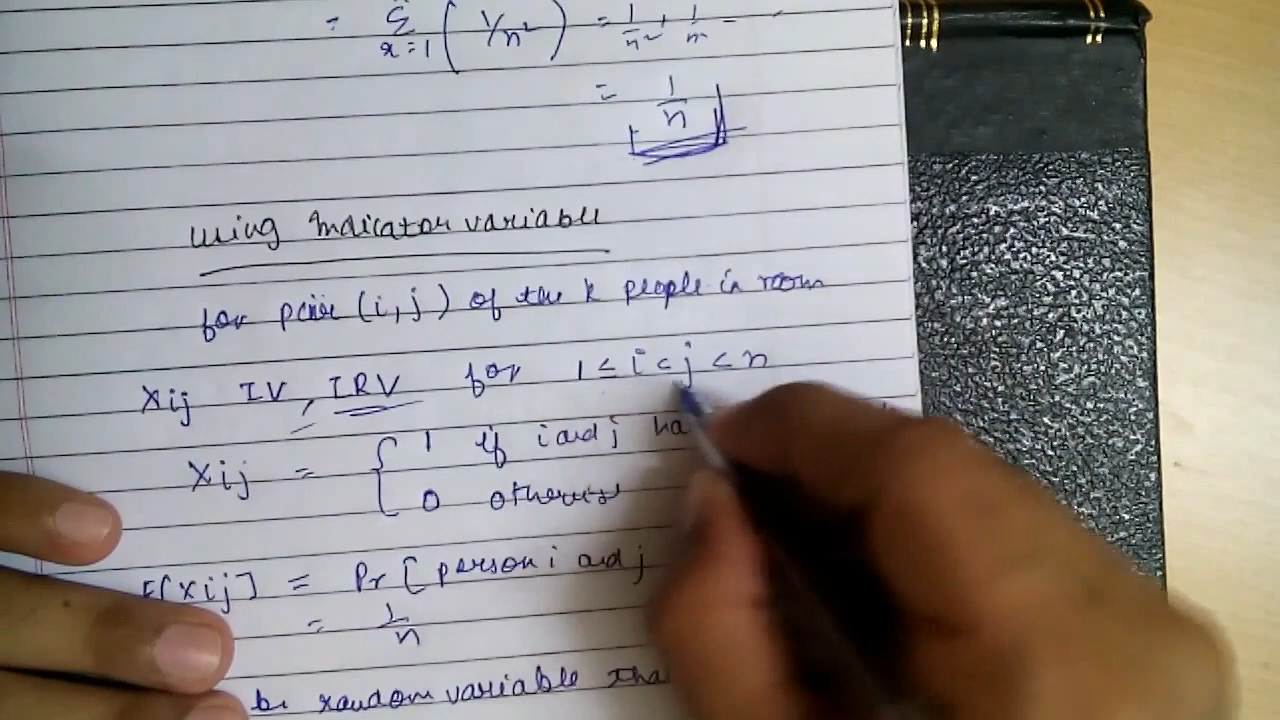 = Σ x=1 ( 1/n² ) = 1/n² + 1/n² - -
= 1/n
using Indicator variable
for pair (i,j) of the k people in room
Xij IV, IRV for 1 ≤ i < j < n
Xij = { 1 if i and j ha
0 otherwise
E[Xij] = Pr[ person i and j
= 1/n
be random variable tha